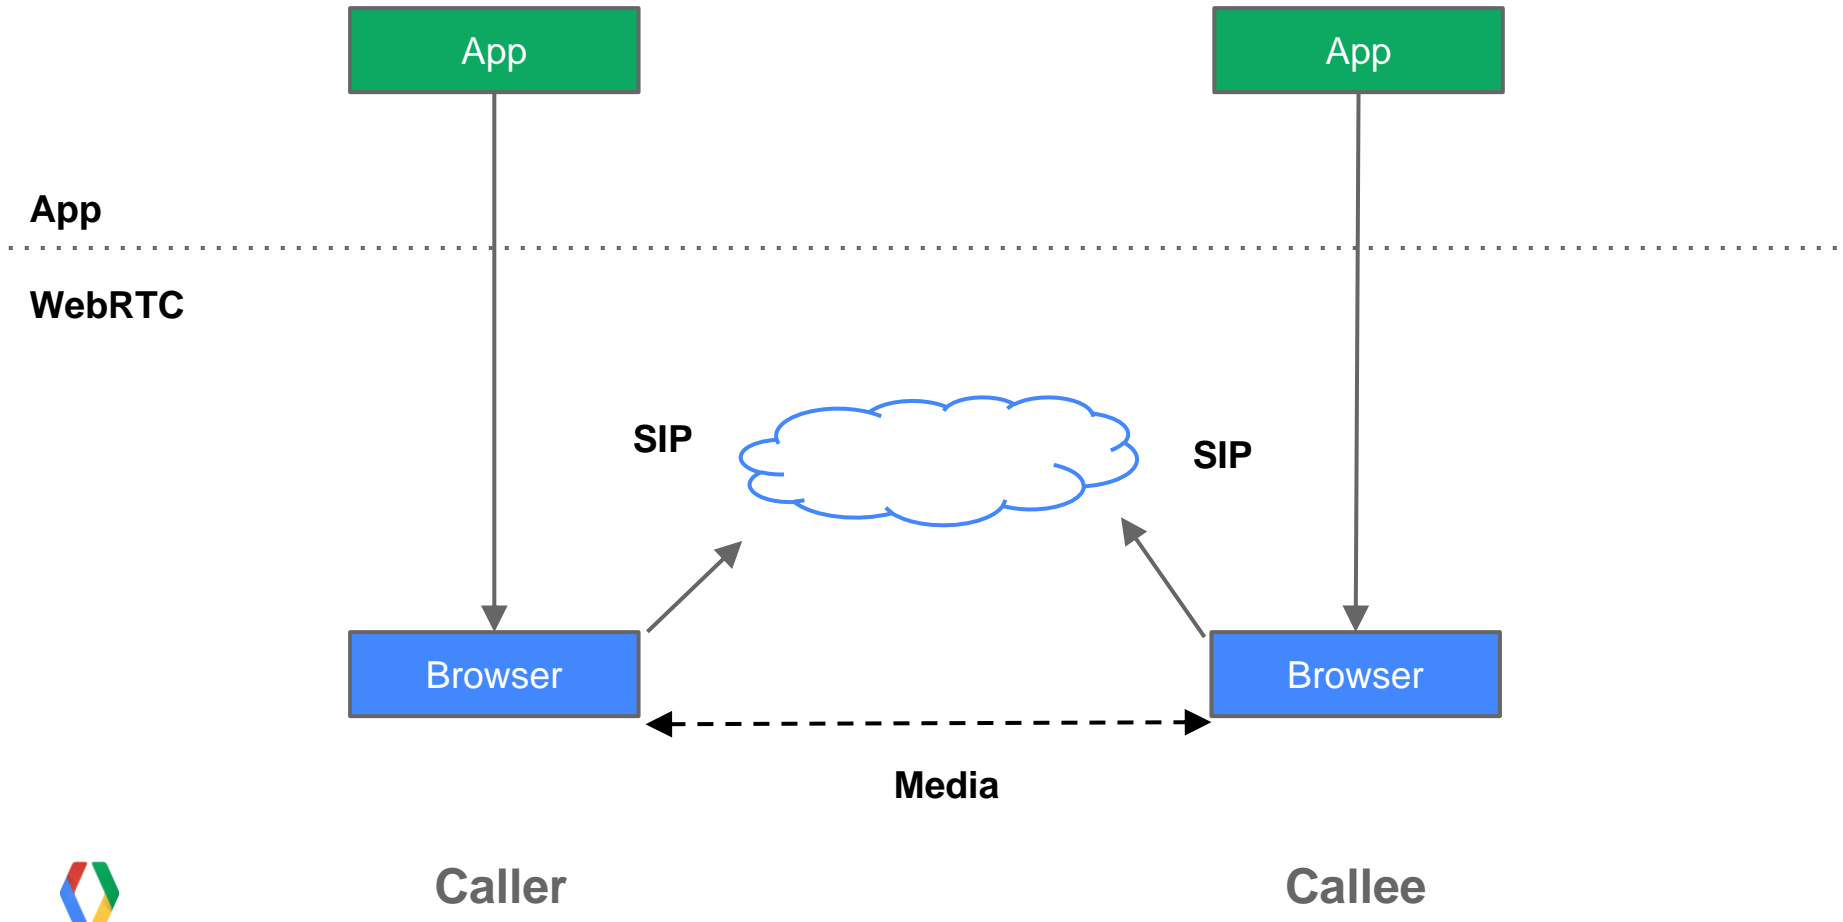 App
App
App
WebRTC
SIP
SIP
Browser
Browser
Media
Caller
Callee